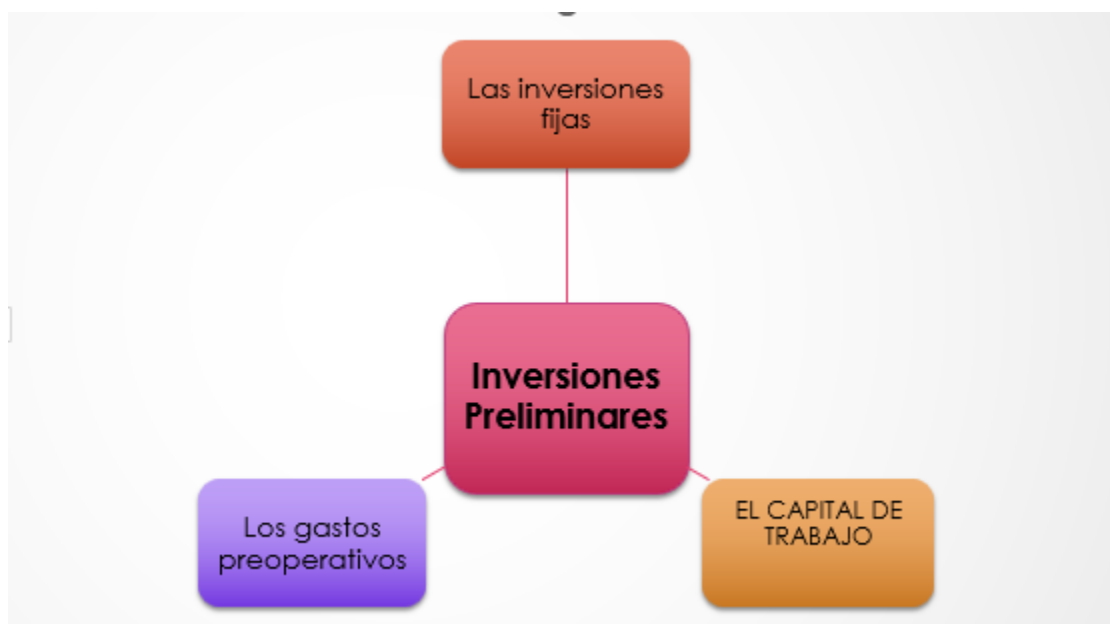 Las inversiones
fijas
Inversiones
Preliminares
Los gastos
preoperativos
EL CAPITAL DE
TRABAJO